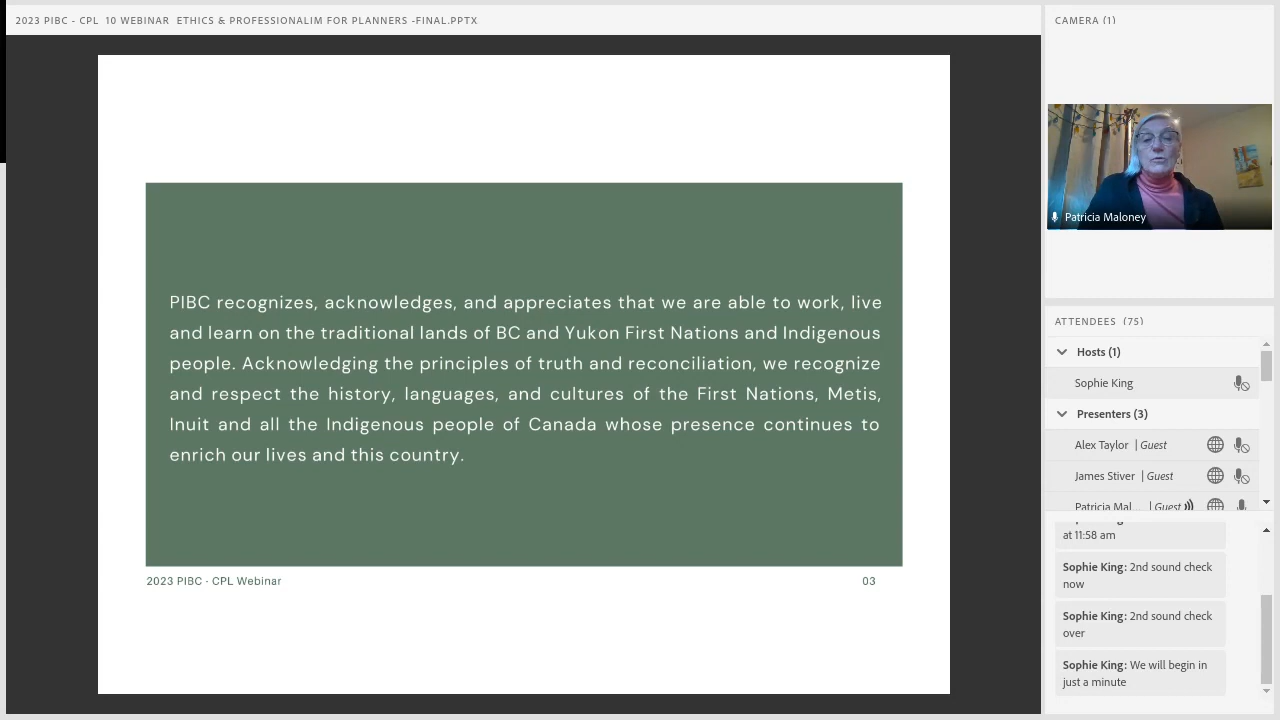 2023 PIBC - CPL 10 WEBINAR ETHICS & PROFESSIONALIM FOR PLANNERS -FINAL.PPTX
PIBC recognizes, acknowledges, and appreciates that we are able to work, live
and learn on the traditional lands of BC and Yukon First Nations and Indigenous
people. Acknowledging the principles of truth and reconciliation, we recognize
and respect the history, languages, and cultures of the First Nations, Metis,
Inuit and all the Indigenous people of Canada whose presence continues to
enrich our lives and this country.
2023 PIBC - CPL Webinar
03
CAMERA (1)
Patricia Maloney
ATTENDEES (75)
Hosts (1)
Sophie King
Presenters (3)
Alex Taylor | Guest
James Stiver | Guest
Patricia Mal... | Guest
at 11:58 am
Sophie King: 2nd sound check
now
Sophie King: 2nd sound check
over
Sophie King: We will begin in
just a minute